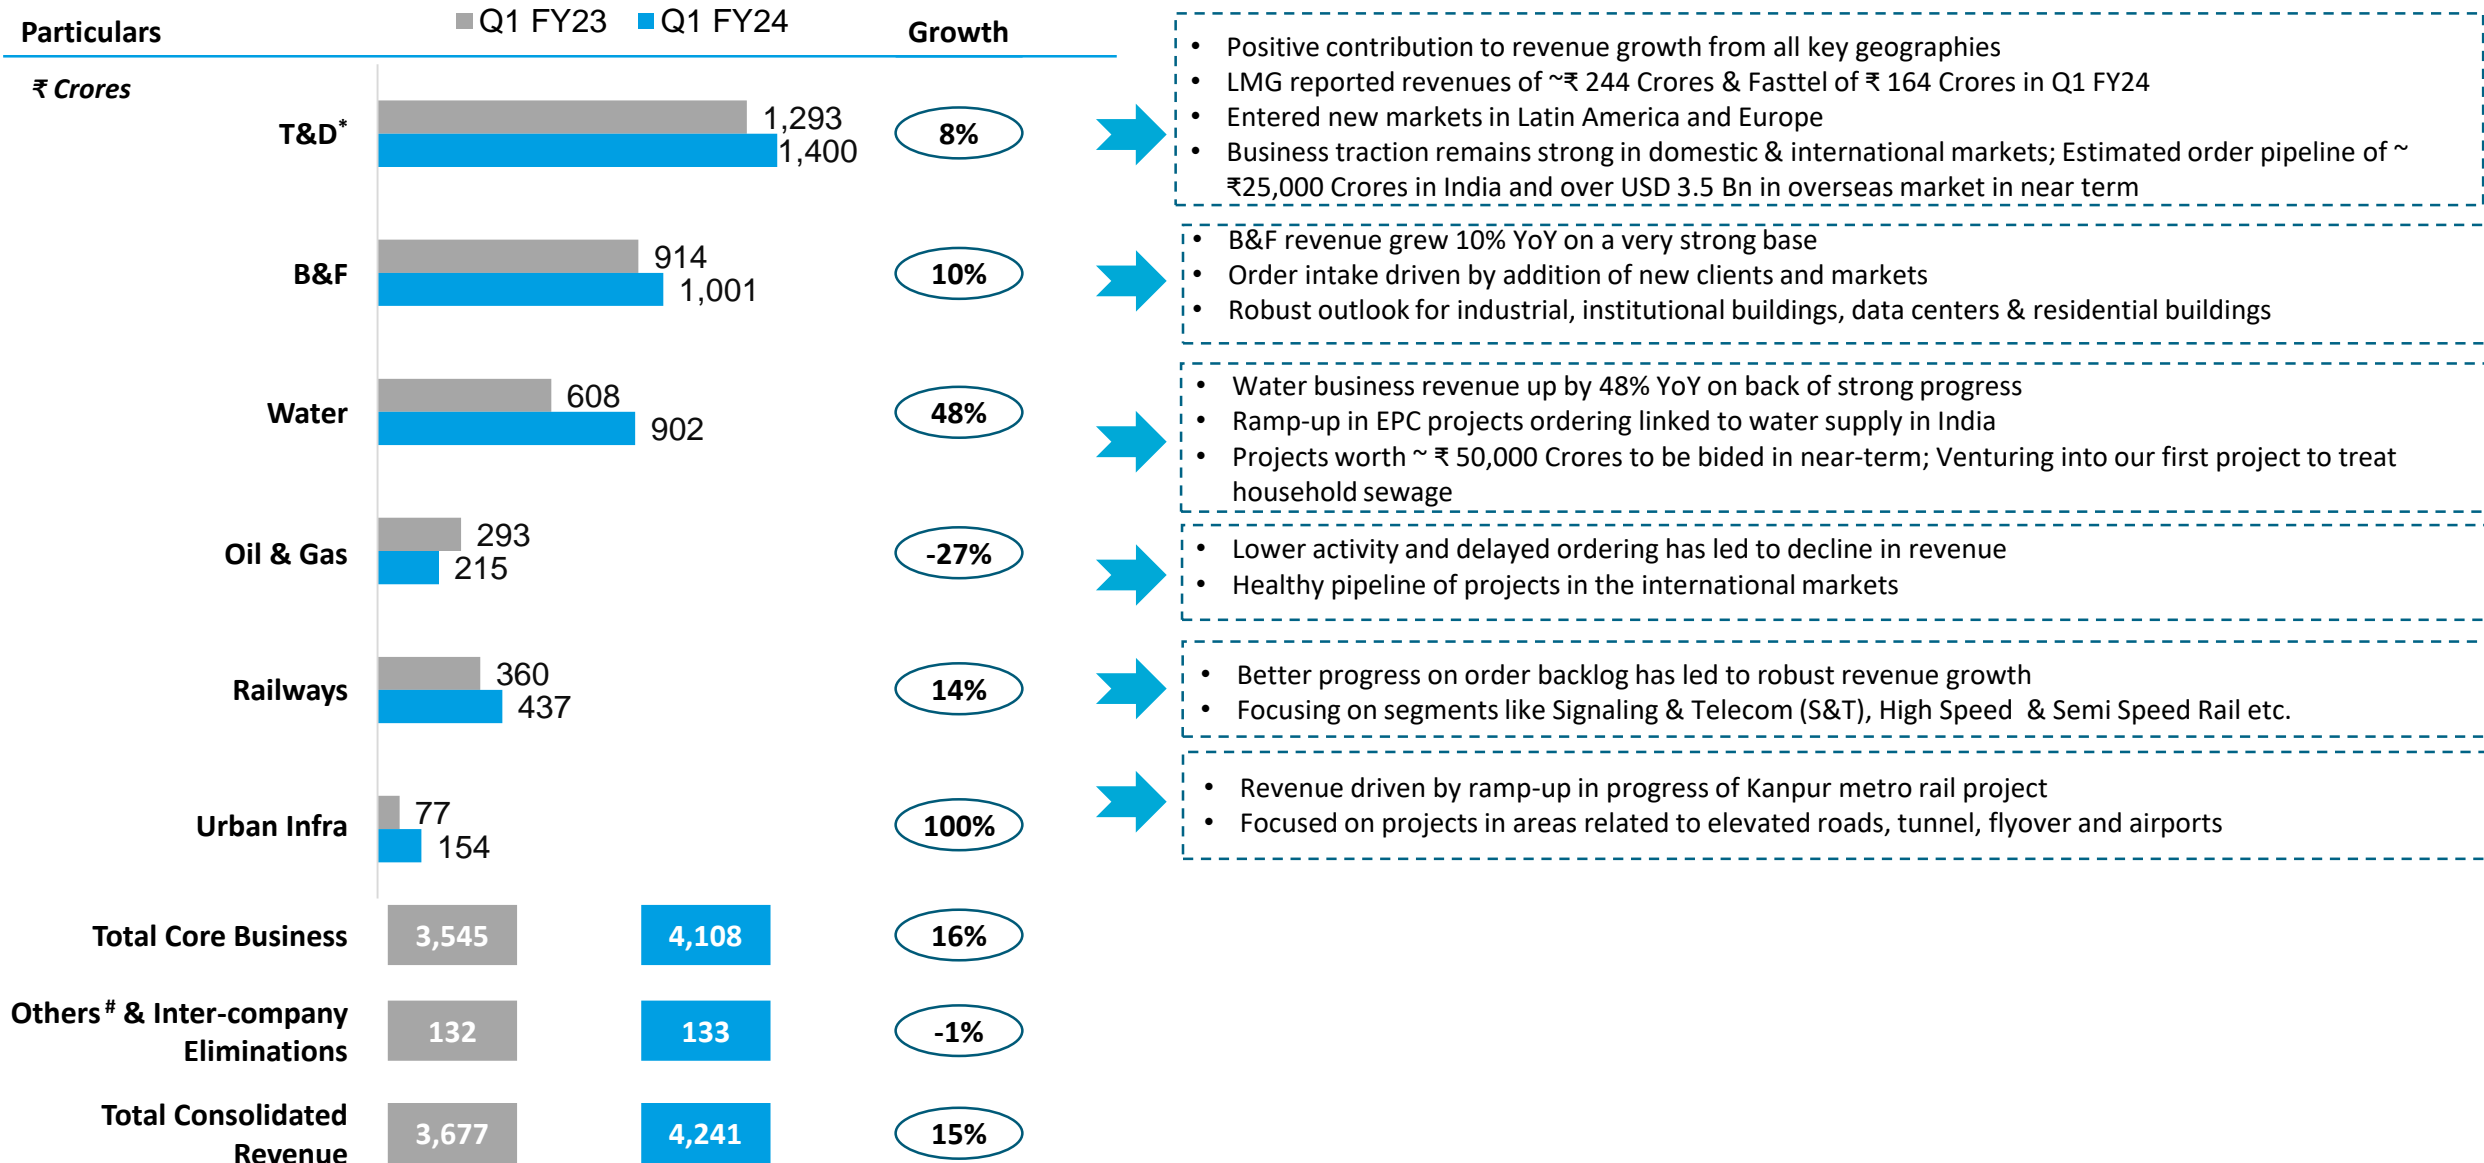 Particulars
Q1 FY23 Q1 FY24
Growth
₹ Crores
T&D*
1,293
1,400
8%
• Positive contribution to revenue growth from all key geographies
• LMG reported revenues of ~₹ 244 Crores & Fasttel of ₹ 164 Crores in Q1 FY24
• Entered new markets in Latin America and Europe
• Business traction remains strong in domestic & international markets; Estimated order pipeline of ~
₹25,000 Crores in India and over USD 3.5 Bn in overseas market in near term
B&F
914
1,001
10%
• B&F revenue grew 10% YoY on a very strong base
• Order intake driven by addition of new clients and markets
• Robust outlook for industrial, institutional buildings, data centers & residential buildings
Water
608
902
48%
• Water business revenue up by 48% YoY on back of strong progress
• Ramp-up in EPC projects ordering linked to water supply in India
• Projects worth ~ ₹ 50,000 Crores to be bided in near-term; Venturing into our first project to treat
household sewage
Oil & Gas
293
215
-27%
• Lower activity and delayed ordering has led to decline in revenue
• Healthy pipeline of projects in the international markets
Railways
360
437
14%
• Better progress on order backlog has led to robust revenue growth
• Focusing on segments like Signaling & Telecom (S&T), High Speed & Semi Speed Rail etc.
Urban Infra
77
154
100%
• Revenue driven by ramp-up in progress of Kanpur metro rail project
• Focused on projects in areas related to elevated roads, tunnel, flyover and airports
Total Core Business
3,545
4,108
16%
Others # & Inter-company
Eliminations
132
133
-1%
Total Consolidated
Revenue
3,677
4,241
15%